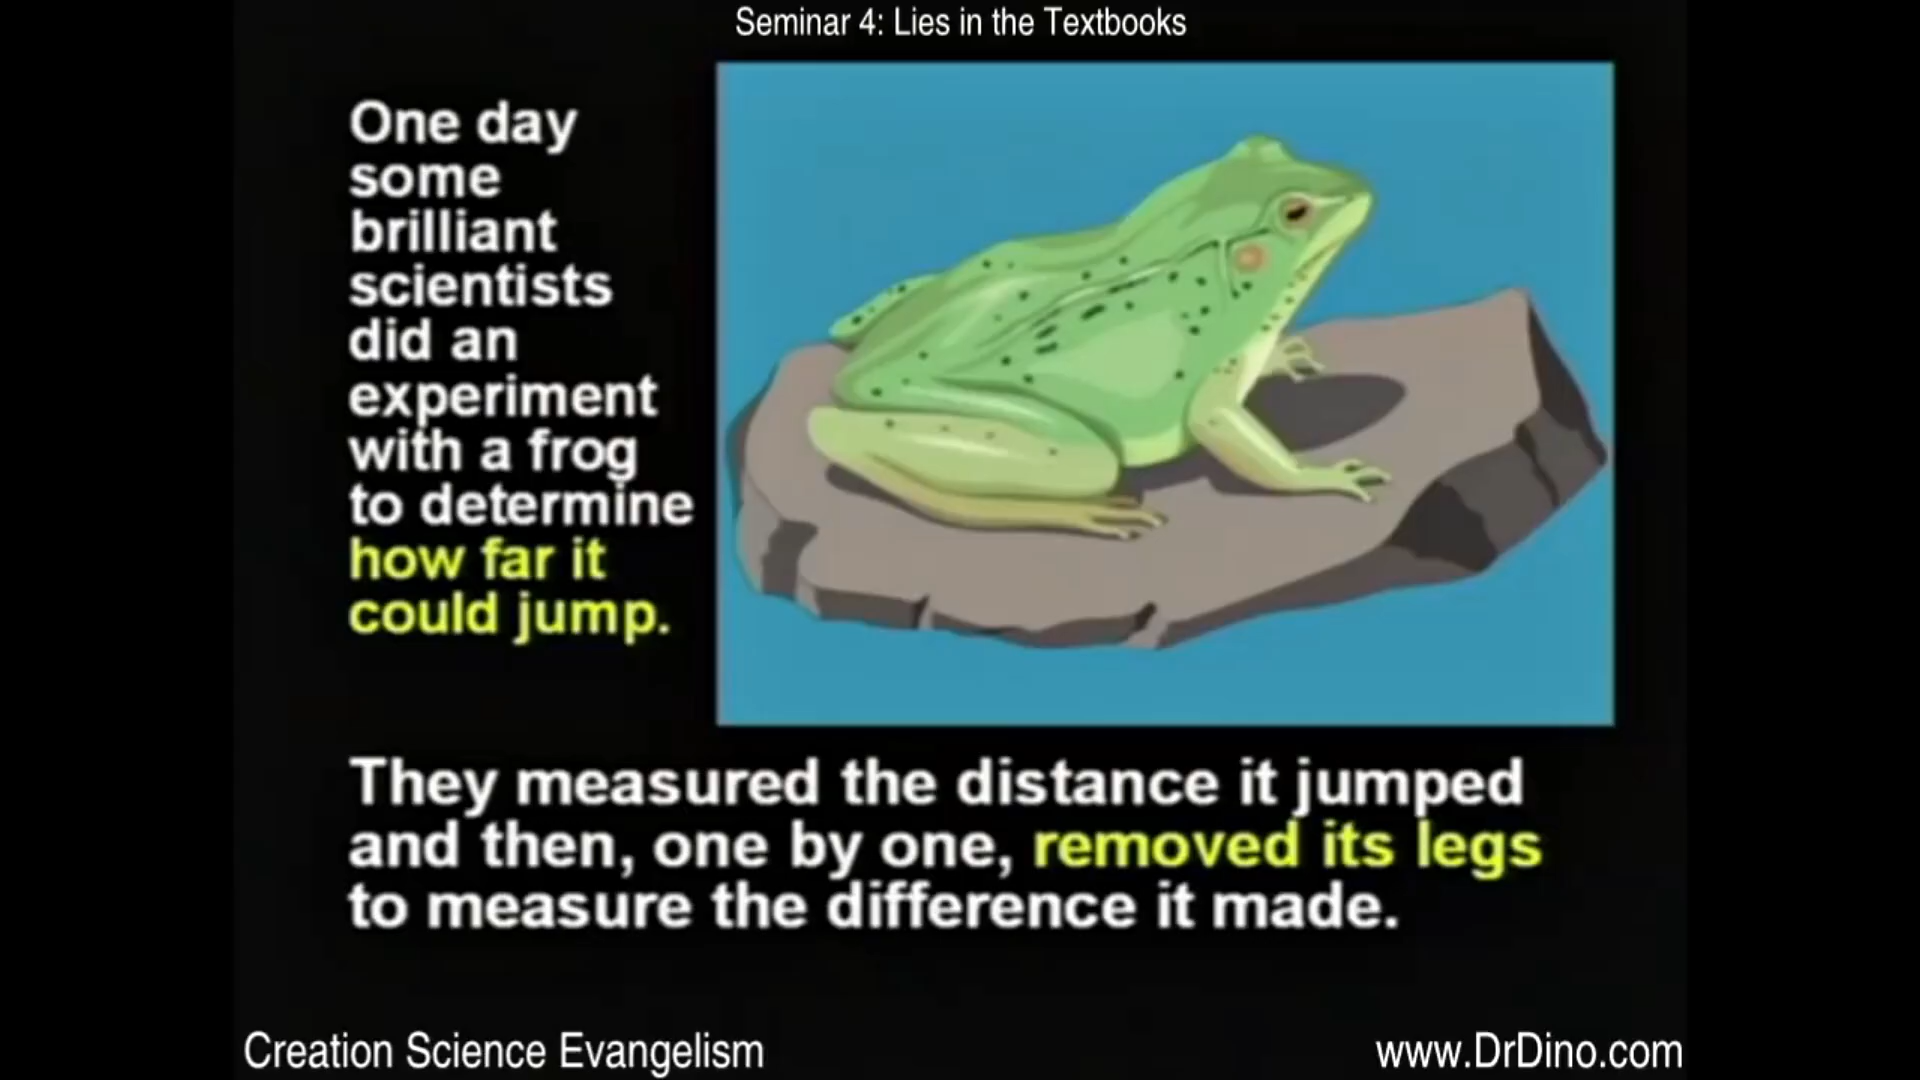 Seminar 4: Lies in the Textbooks
One day
some
brilliant
scientists
did an
experiment
with a frog
to determine
how far it
could jump.
They measured the distance it jumped
and then, one by one, removed its legs
to measure the difference it made.
Creation Science Evangelism
www.DrDino.com